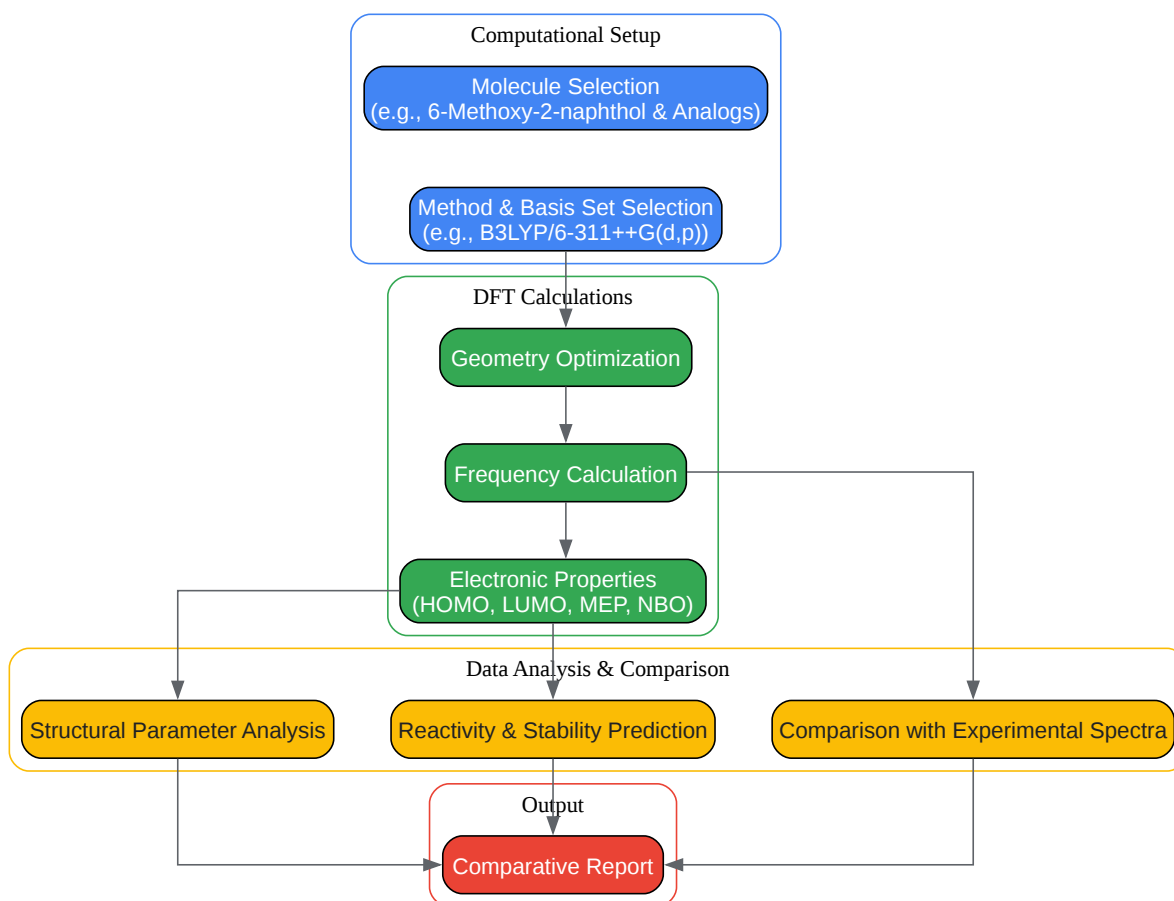 Computational Setup
Molecule Selection
(e.g., 6-Methoxy-2-naphthol & Analogs)
Method & Basis Set Selection
(e.g., B3LYP/6-311++G(d,p))
DFT Calculations
Geometry Optimization
Frequency Calculation
Electronic Properties
(HOMO, LUMO, MEP, NBO)
Data Analysis & Comparison
Structural Parameter Analysis
Reactivity & Stability Prediction
Comparison with Experimental Spectra
Output
Comparative Report